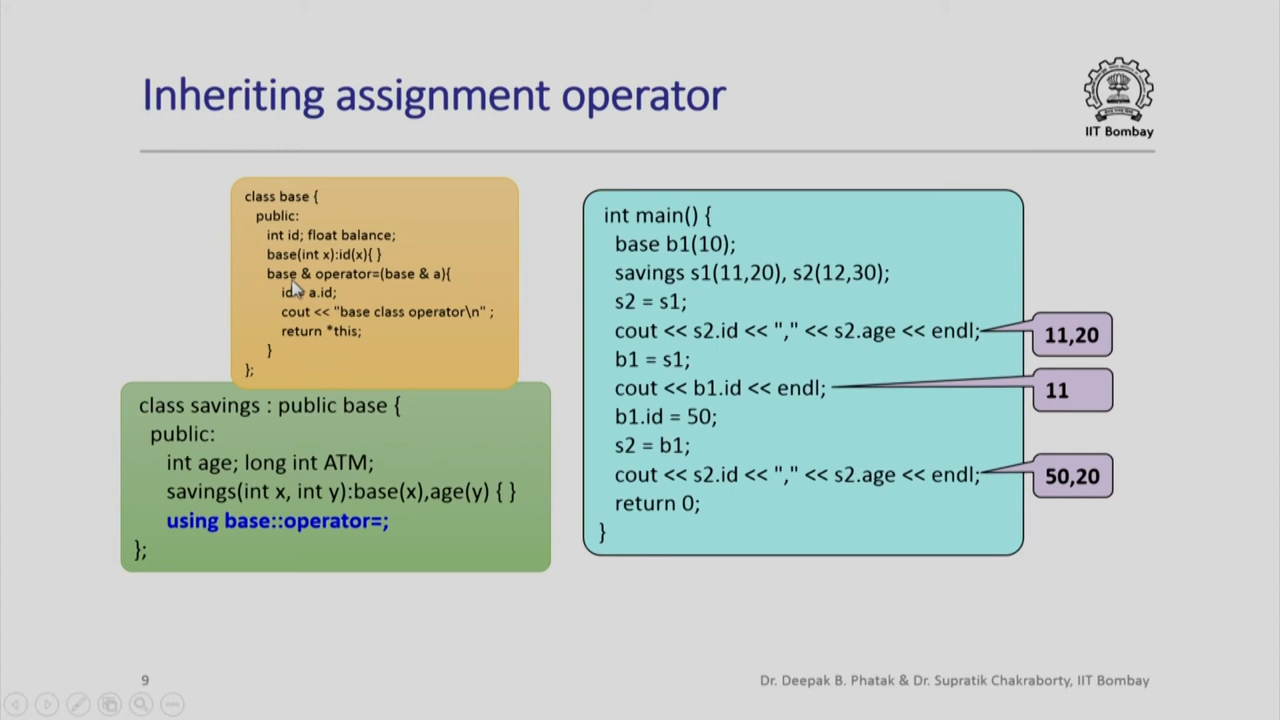 Inheriting assignment operator
IIT Bombay
class base {
public:
int id; float balance;
base(int x):id(x){ }
base & operator=(base & a){
id a.id;
cout << "base class operator\n" ;
return *this;
}
};
class savings : public base {
public:
int age; long int ATM;
savings(int x, int y):base(x),age(y) { }
using base::operator=;
};
int main() {
base b1(10);
savings s1(11,20), s2(12,30);
s2 = s1;
cout << s2.id << "," << s2.age << endl;
11,20
b1 = s1;
cout << b1.id << endl;
11
b1.id = 50;
s2 = b1;
cout << s2.id << "," << s2.age << endl;
50,20
return 0;
}
9
Dr. Deepak B. Phatak & Dr. Supratik Chakraborty, IIT Bombay